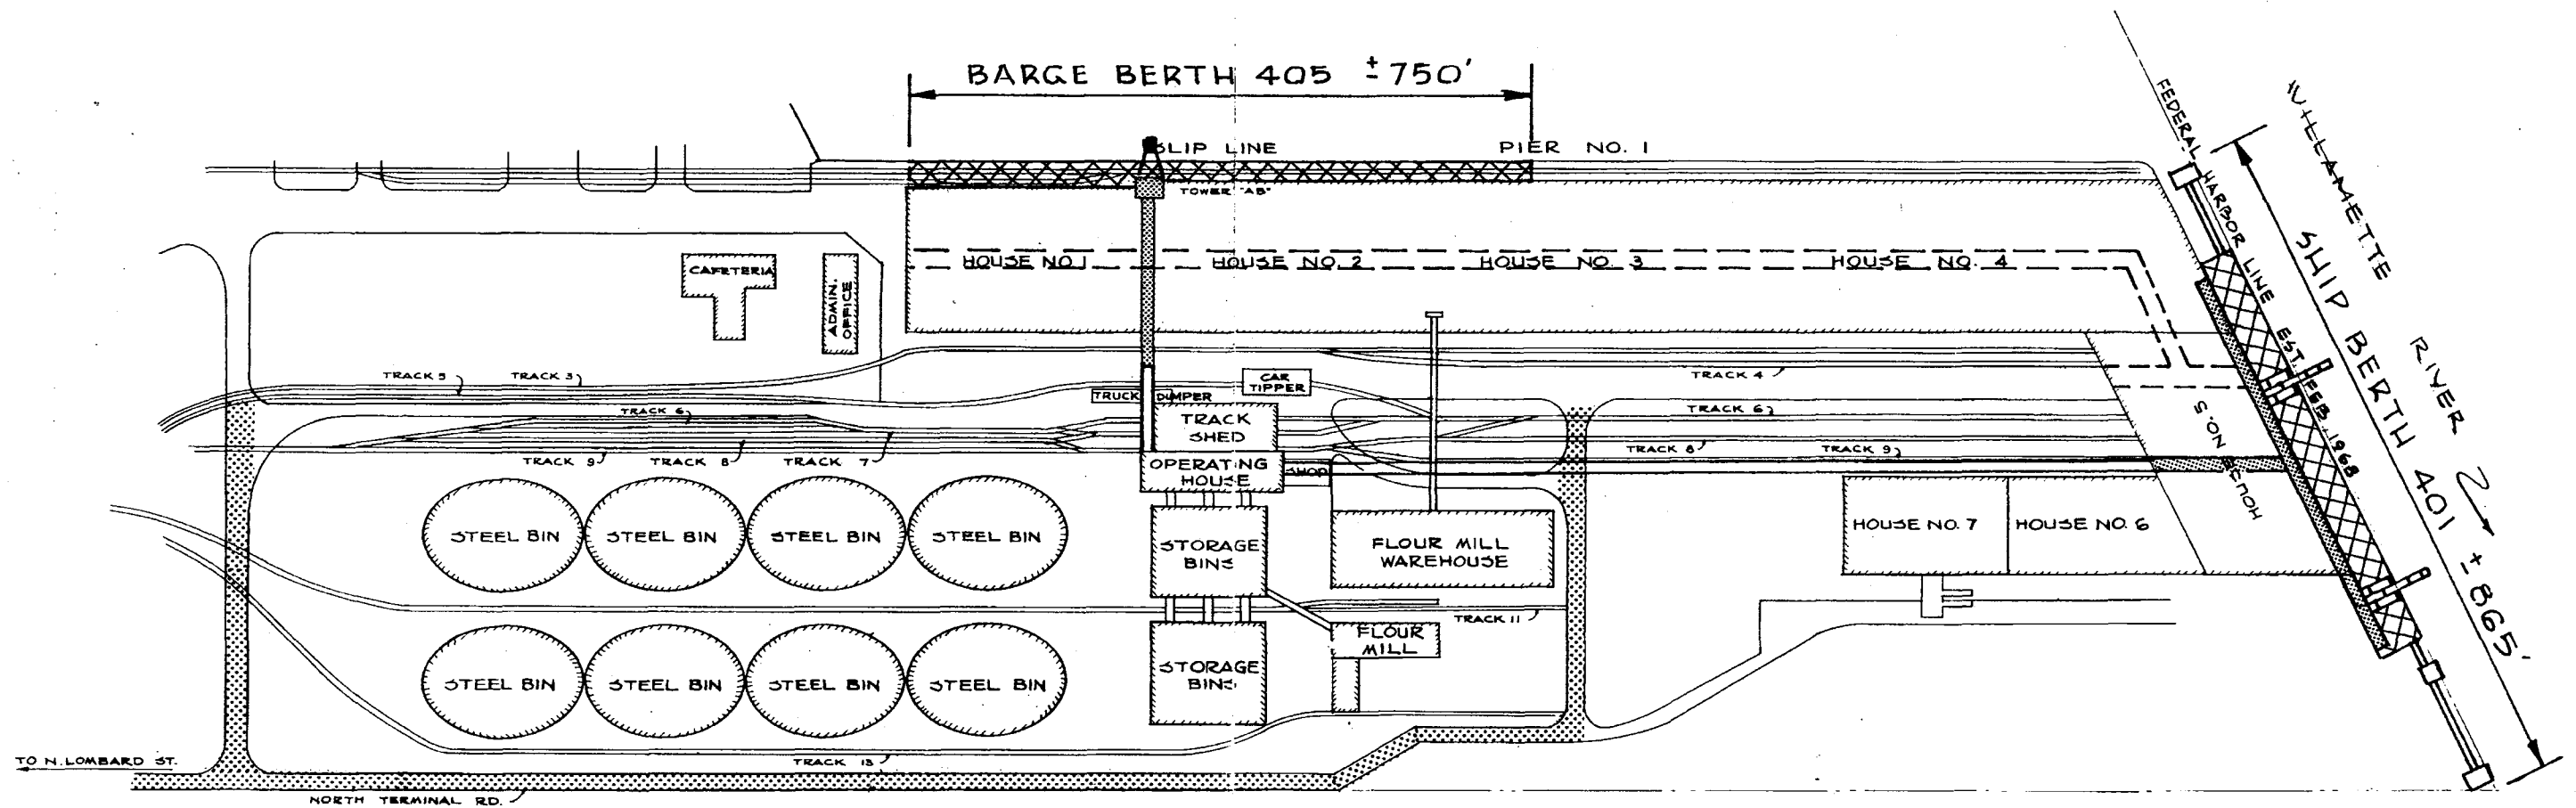 BARGE BERTH 405 ± 750'
SLIP LINE
PIER NO. 1
TOWER "AB"
FEDERAL HARBOR LINE EST. FEB. 1968
WILLAMETTE RIVER
SHIP BERTH 401 ± 865'
HOUSE NO. 1
HOUSE NO. 2
HOUSE NO. 3
HOUSE NO. 4
CAFETERIA
ADMIN. OFFICE
TRACK 5
TRACK 3
CAR
TIPPER
TRACK 4
TRUCK DUMPER
TRACK 6
TRACK
SHED
TRACK 6
HOUSE NO. 5
TRACK 9
TRACK 8
TRACK 7
OPERATING
HOUSE
SHOP
TRACK 8
TRACK 9
STEEL BIN
STEEL BIN
STEEL BIN
STEEL BIN
STORAGE
BINS
FLOUR MILL
WAREHOUSE
HOUSE NO. 7
HOUSE NO. 6
TRACK 11
FLOUR
MILL
STEEL BIN
STEEL BIN
STEEL BIN
STEEL BIN
STORAGE
BINS
TO N. LOMBARD ST.
TRACK 13
NORTH TERMINAL RD.